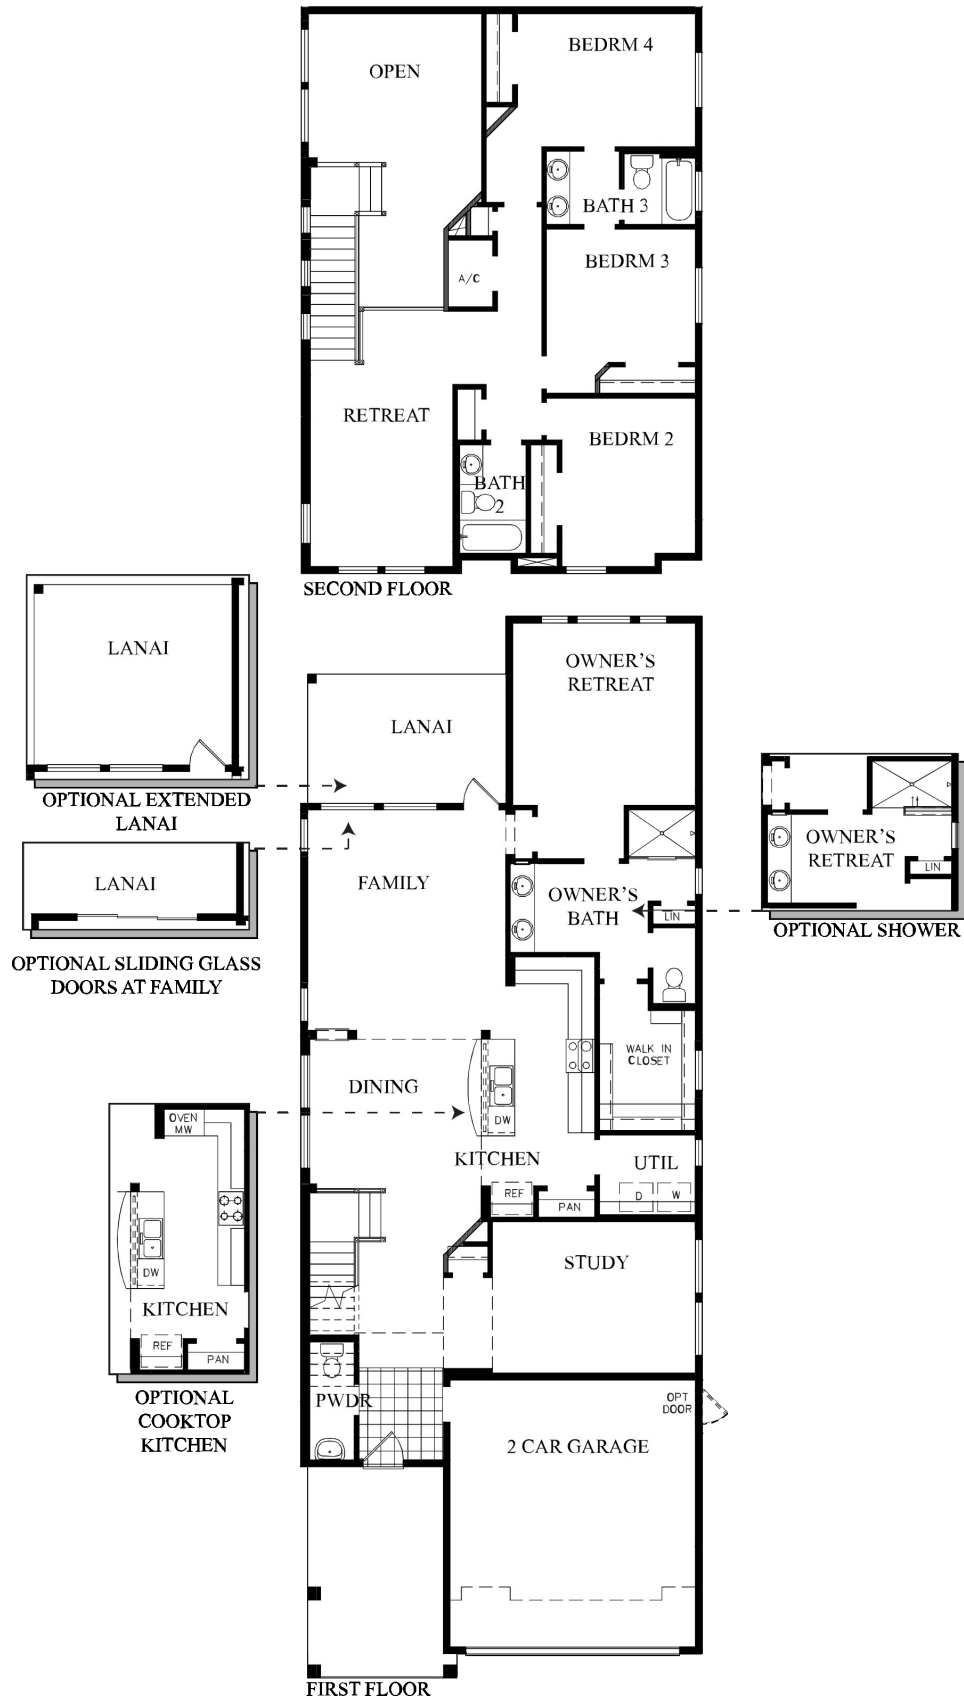 OPEN
BEDRM 4
BATH 3
BEDRM 3
A/C
RETREAT
BEDRM 2
BATH
2
SECOND FLOOR
LANAI
OPTIONAL EXTENDED
LANAI
LANAI
OPTIONAL SLIDING GLASS
DOORS AT FAMILY
OWNER'S
RETREAT
LANAI
FAMILY
OWNER'S
BATH
LIN
OWNER'S
RETREAT
LIN
OPTIONAL SHOWER
WALK IN
CLOSET
DINING
DW
KITCHEN
UTIL
REF
PAN
D
W
OVEN
MW
DW
KITCHEN
REF
PAN
OPTIONAL
COOKTOP
KITCHEN
STUDY
PWDR
OPT
DOOR
2 CAR GARAGE
FIRST FLOOR